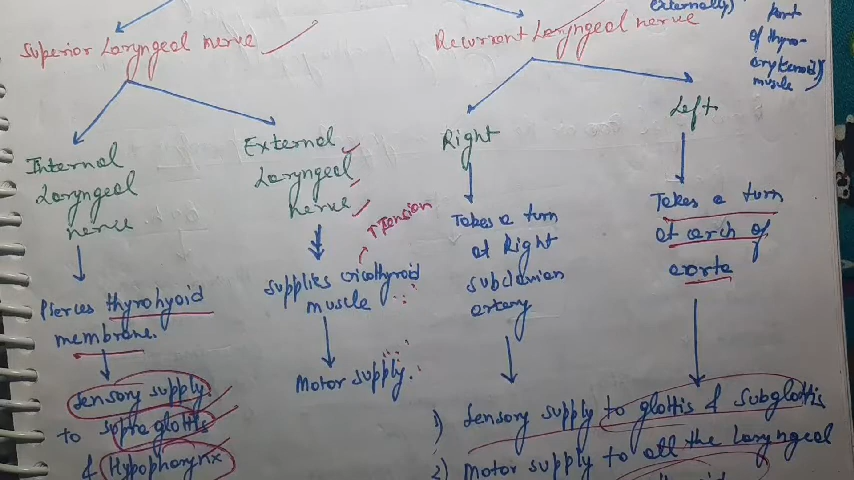 externally)
part
of thyro-
arytenoid
muscle
Superior Laryngeal nerve
Recurrent Laryngeal nerve
Internal
Laryngeal
nerve
External
Laryngeal
nerve
Right
Left
Pierces thyrohyoid
membrane.
Sensory supply
to supraglottis
& Hypopharynx
↑ Tension
supplies cricothyroid
muscle
Motor supply.
Takes a turn
at Right
subclavian
artery
Takes a turn
at arch of
aorta
1) Sensory supply to glottis & subglottis
2) Motor supply to all the laryngeal